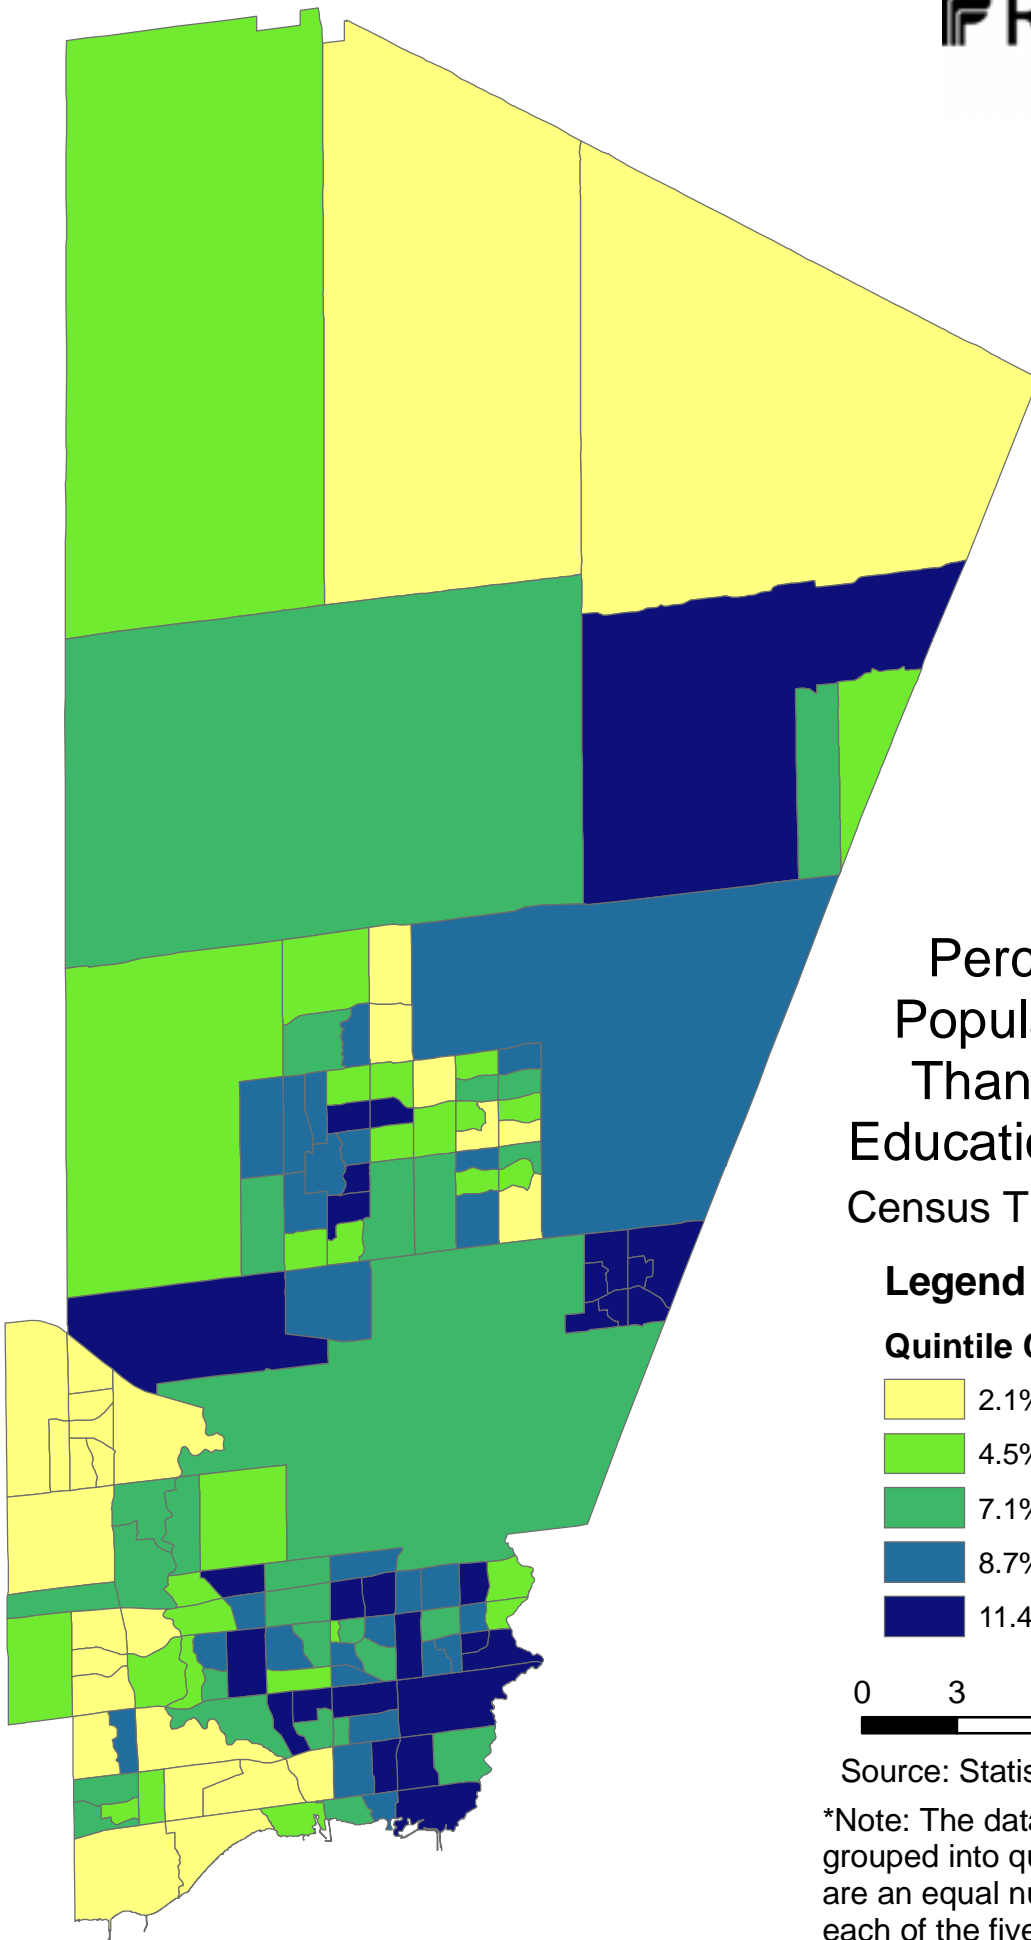 Perc
Popul
Than
Educatio
Census T
Legend
Quintile C
2.1%
4.5%
7.1%
8.7%
11.4
0 3
Source: Statis
*Note: The data
grouped into qu
are an equal nu
each of the five